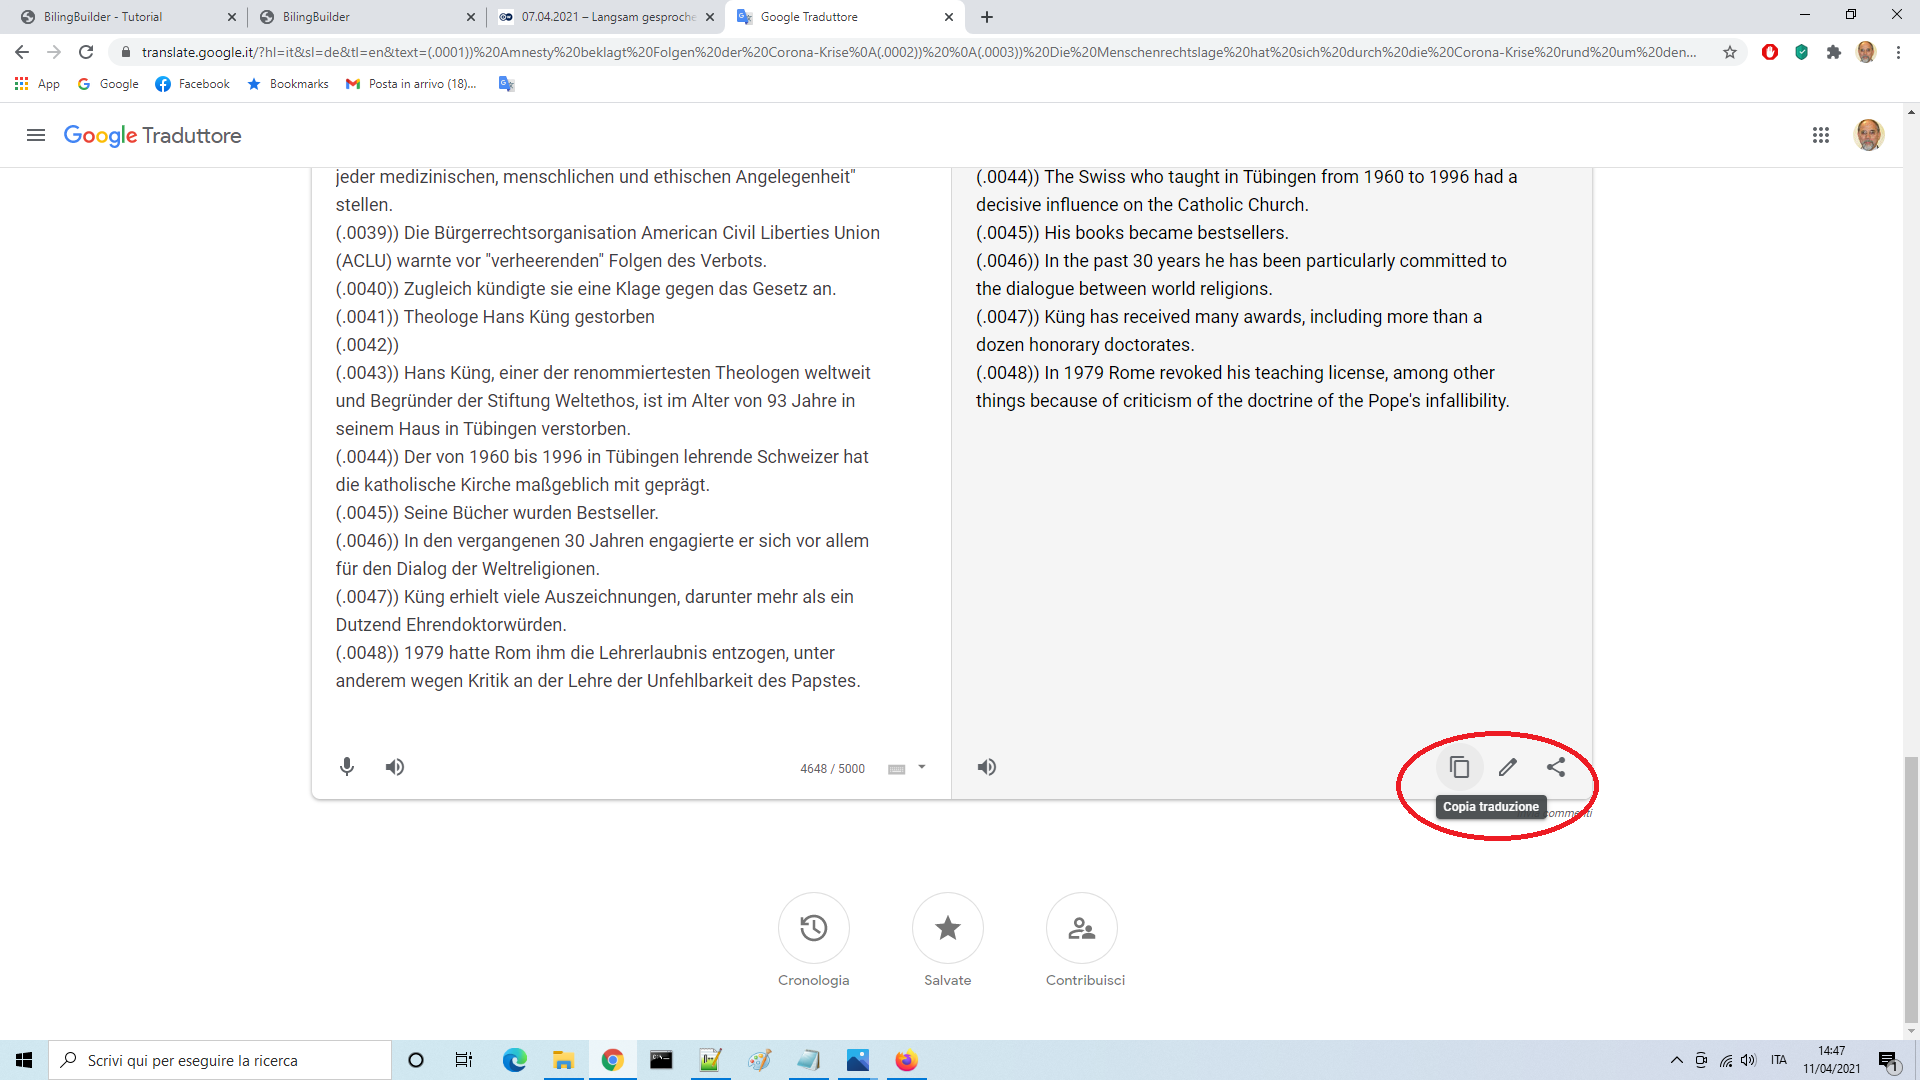 BilingBuilder - Tutorial
BilingBuilder
07.04.2021 – Langsam gesproche
Google Traduttore
translate.google.it/?hl=it&sl=de&tl=en&text=(.0001))%20Amnesty%20beklagt%20Folgen%20der%20Corona-Krise%0A(.0002))%20%0A(.0003))%20Die%20Menschenrechtslage%20hat%20sich%20durch%20die%20Corona-Krise%20rund%20um%20den...
App
Google
Facebook
Bookmarks
Posta in arrivo (18)...
Google Traduttore
jeder medizinischen, menschlichen und ethischen Angelegenheit"
stellen.
(.0039)) Die Bürgerrechtsorganisation American Civil Liberties Union
(ACLU) warnte vor "verheerenden" Folgen des Verbots.
(.0040)) Zugleich kündigte sie eine Klage gegen das Gesetz an.
(.0041)) Theologe Hans Küng gestorben
(.0042))
(.0043)) Hans Küng, einer der renommiertesten Theologen weltweit
und Begründer der Stiftung Weltethos, ist im Alter von 93 Jahre in
seinem Haus in Tübingen verstorben.
(.0044)) Der von 1960 bis 1996 in Tübingen lehrende Schweizer hat
die katholische Kirche maßgeblich mit geprägt.
(.0045)) Seine Bücher wurden Bestseller.
(.0046)) In den vergangenen 30 Jahren engagierte er sich vor allem
für den Dialog der Weltreligionen.
(.0047)) Küng erhielt viele Auszeichnungen, darunter mehr als ein
Dutzend Ehrendoktorwürden.
(.0048)) 1979 hatte Rom ihm die Lehrerlaubnis entzogen, unter
anderem wegen Kritik an der Lehre der Unfehlbarkeit des Papstes.
4648 / 5000
(.0044)) The Swiss who taught in Tübingen from 1960 to 1996 had a
decisive influence on the Catholic Church.
(.0045)) His books became bestsellers.
(.0046)) In the past 30 years he has been particularly committed to
the dialogue between world religions.
(.0047)) Küng has received many awards, including more than a
dozen honorary doctorates.
(.0048)) In 1979 Rome revoked his teaching license, among other
things because of criticism of the doctrine of the Pope's infallibility.
Copia traduzione
commenti
Cronologia
Salvate
Contribuisci
Scrivi qui per eseguire la ricerca
ITA
14:47
11/04/2021
1